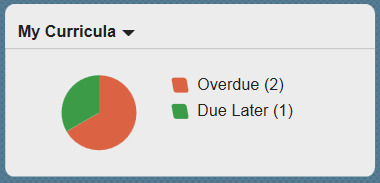 My Curricula
Overdue (2)
Due Later (1)